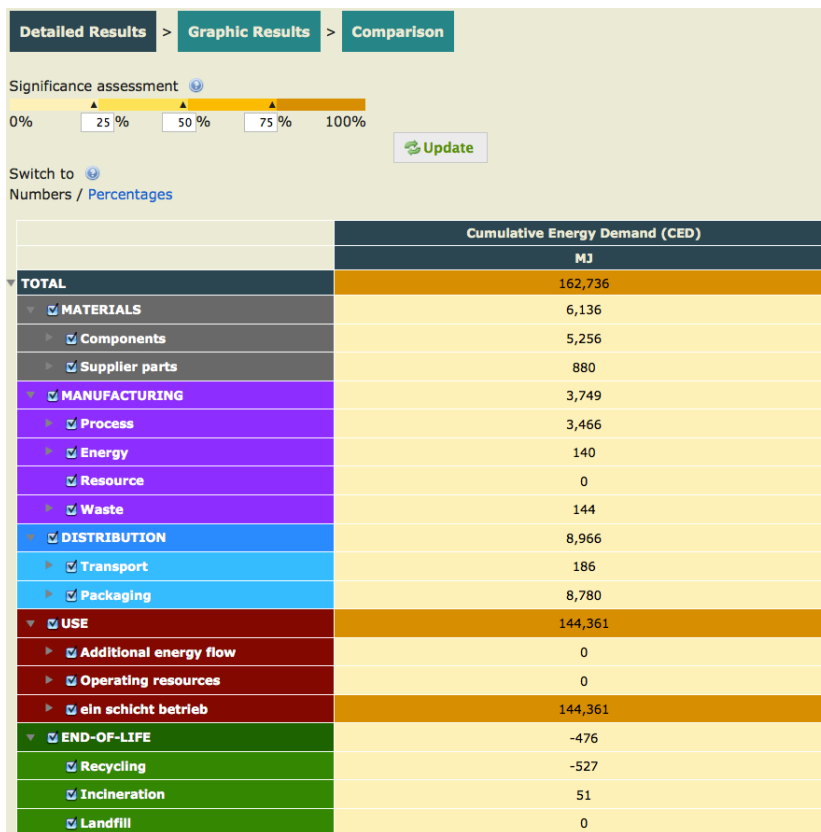 Detailed Results > Graphic Results > Comparison
Significance assessment
0% 25 % 50 % 75 % 100%
Update
Switch to
Numbers / Percentages
Cumulative Energy Demand (CED)
MJ
TOTAL 162,736
MATERIALS 6,136
Components 5,256
Supplier parts 880
MANUFACTURING 3,749
Process 3,466
Energy 140
Resource 0
Waste 144
DISTRIBUTION 8,966
Transport 186
Packaging 8,780
USE 144,361
Additional energy flow 0
Operating resources 0
ein schicht betrieb 144,361
END-OF-LIFE -476
Recycling -527
Incineration 51
Landfill 0